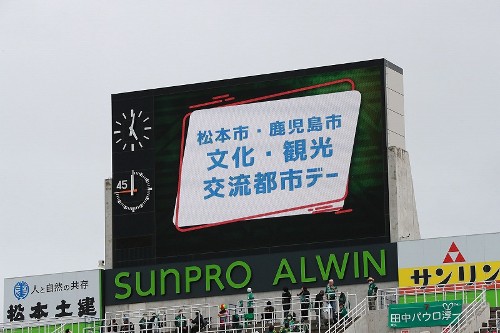 松本市・鹿児島市
文化・観光
交流都市デー
45
SUNPRO ALWIN
人と自然の共存
松本土建
サンリン
田中パウロ淳一